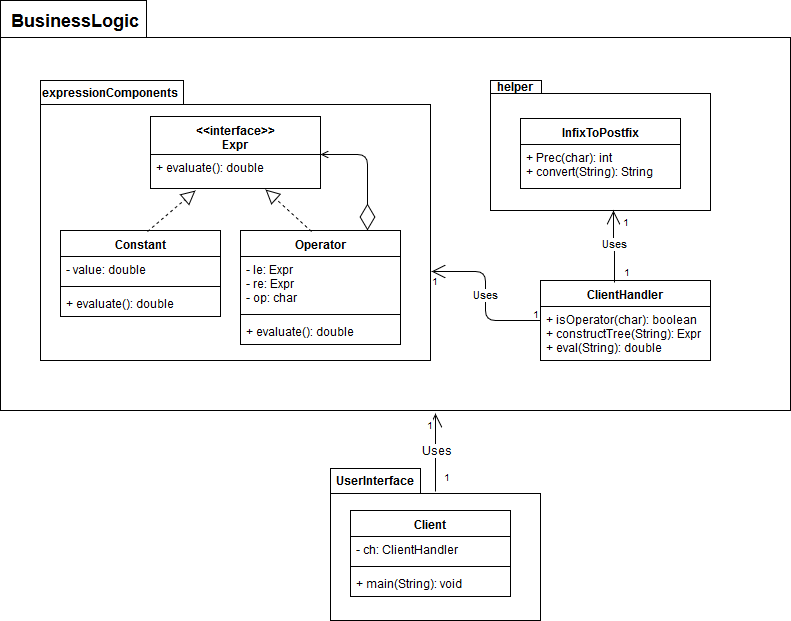 BusinessLogic
expressionComponents
<<interface>>
Expr
+ evaluate(): double
Constant
- value: double
+ evaluate(): double
Operator
- le: Expr
- re: Expr
- op: char
+ evaluate(): double
helper
InfixToPostfix
+ Prec(char): int
+ convert(String): String
1
Uses
1
ClientHandler
+ isOperator(char): boolean
+ constructTree(String): Expr
+ eval(String): double
1
Uses
1
1
Uses
1
UserInterface
Client
- ch: ClientHandler
+ main(String): void